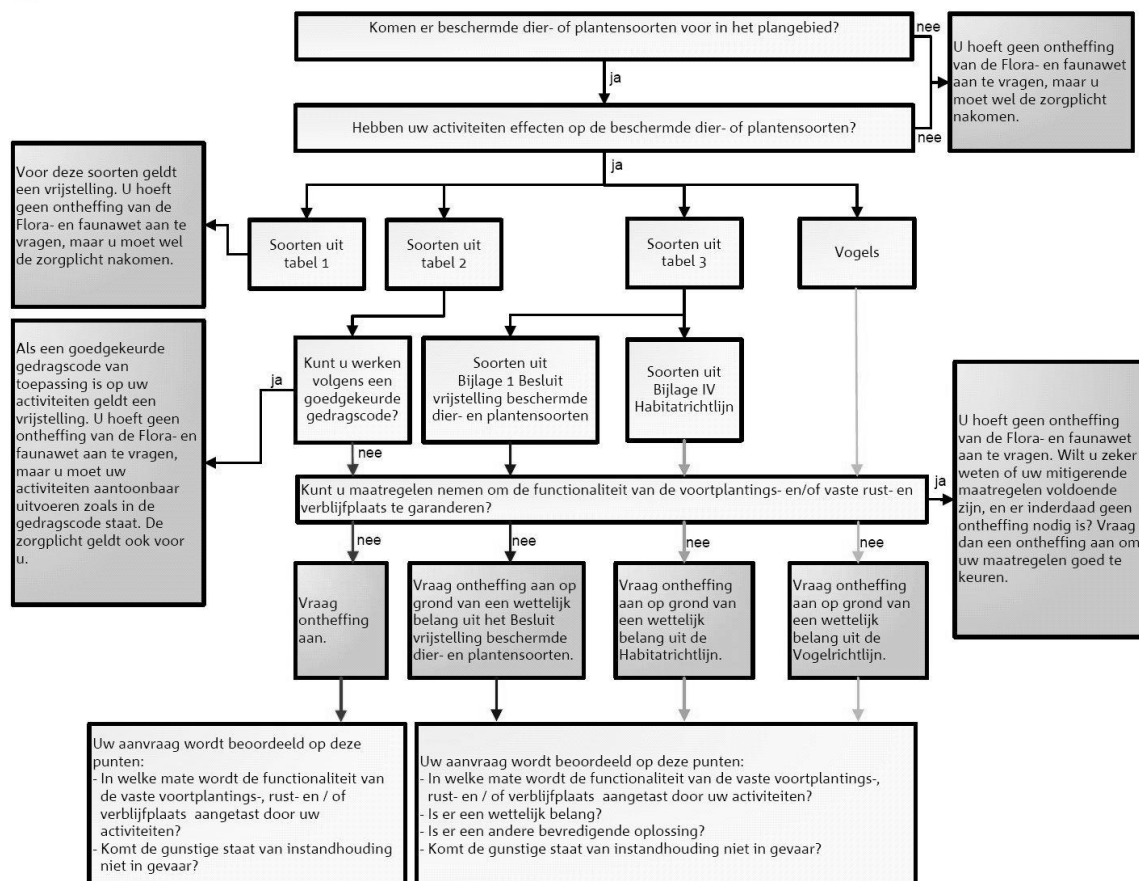 Komen er beschermde dier- of plantensoorten voor in het plangebied?
nee
U hoeft geen ontheffing
van de Flora- en faunawet
aan te vragen, maar u
moet wel de zorgplicht
nakomen.
ja
Hebben uw activiteiten effecten op de beschermde dier- of plantensoorten?
nee
ja
Voor deze soorten geldt
een vrijstelling. U hoeft
geen ontheffing van de
Flora- en faunawet aan te
vragen, maar u moet wel
de zorgplicht nakomen.
Soorten uit
tabel 1
Soorten uit
tabel 2
Soorten uit
tabel 3
Vogels
Als een goedgekeurde
gedragscode van
toepassing is op uw
activiteiten geldt een
vrijstelling. U hoeft geen
ontheffing van de Flora- en
faunawet aan te vragen,
maar u moet uw
activiteiten aantoonbaar
uitvoeren zoals in de
gedragscode staat. De
zorgplicht geldt ook voor
u.
ja
Kunt u werken
volgens een
goedgekeurde
gedragscode?
Soorten uit
Bijlage 1 Besluit
vrijstelling beschermde
dier- en plantensoorten
Soorten uit
Bijlage IV
Habitatrichtlijn
nee
Kunt u maatregelen nemen om de functionaliteit van de voortplantings- en/of vaste rust- en
verblijfplaats te garanderen?
ja
U hoeft geen ontheffing
van de Flora- en faunawet
aan te vragen. Wilt u zeker
weten of uw mitigerende
maatregelen voldoende
zijn, en er inderdaad geen
ontheffing nodig is? Vraag
dan een ontheffing aan om
uw maatregelen goed te
keuren.
nee
nee
nee
nee
Vraag
ontheffing
aan.
Vraag ontheffing aan op
grond van een wettelijk
belang uit het Besluit
vrijstelling beschermde
dier- en plantensoorten.
Vraag ontheffing
aan op grond van
een wettelijk
belang uit de
Habitatrichtlijn.
Vraag ontheffing
aan op grond van
een wettelijk
belang uit de
Vogelrichtlijn.
Uw aanvraag wordt beoordeeld op deze
punten:
- In welke mate wordt de functionaliteit van
de vaste voortplantings-, rust- en / of
verblijfplaats aangetast door uw
activiteiten?
- Komt de gunstige staat van instandhouding
niet in gevaar?
Uw aanvraag wordt beoordeeld op deze punten:
- In welke mate wordt de functionaliteit van de vaste voortplantings-,
rust- en / of verblijfplaats aangetast door uw activiteiten?
- Is er een wettelijk belang?
- Is er een andere bevredigende oplossing?
- Komt de gunstige staat van instandhouding niet in gevaar?